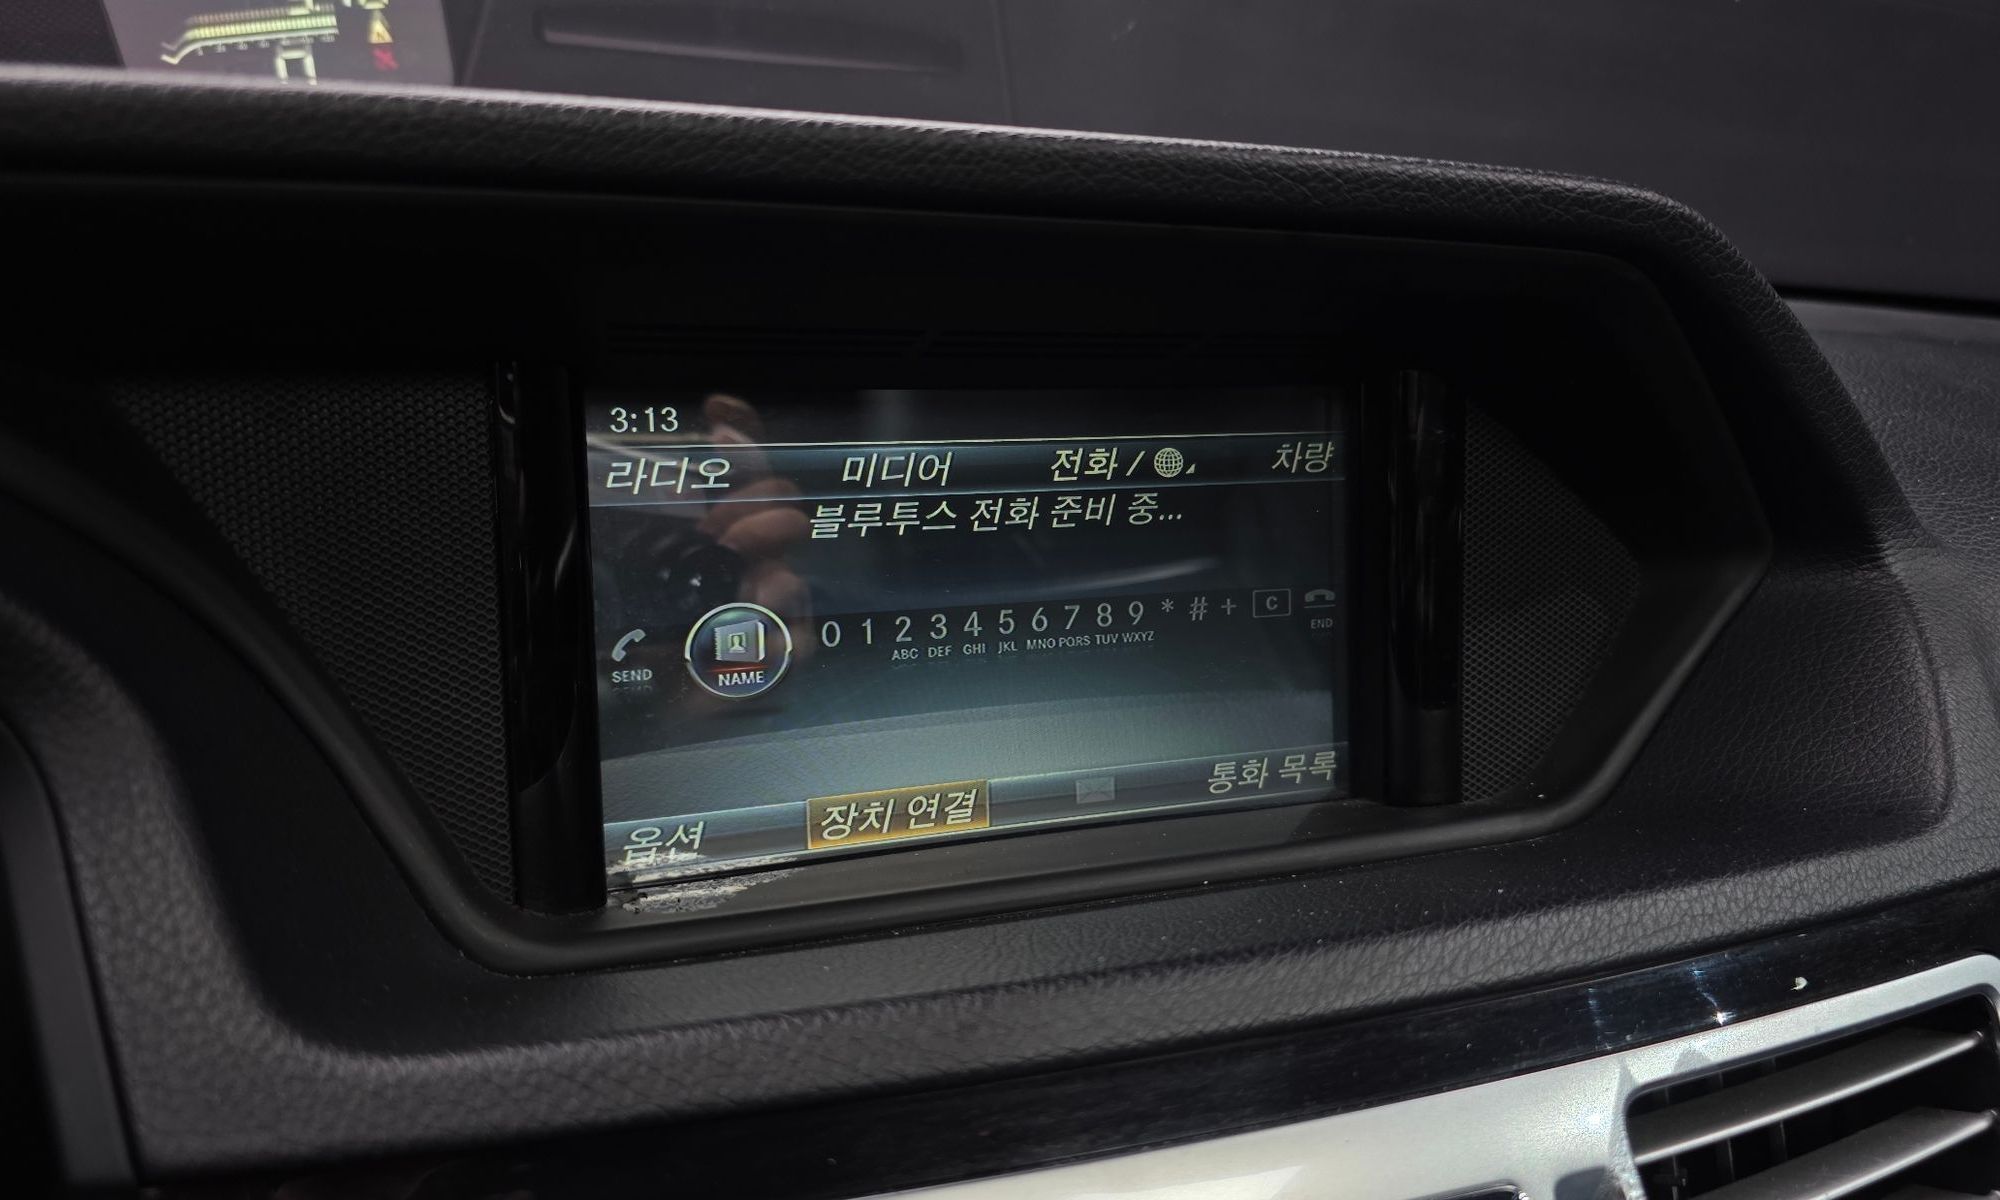 3:13
라디오 미디어 전화 / 차량
블루투스 전화 준비 중...
SEND NAME 0 1 2 3 4 5 6 7 8 9 * # + C END
ABC DEF GHI JKL MNO PQRS TUV WXYZ
옵션 장치 연결 통화 목록